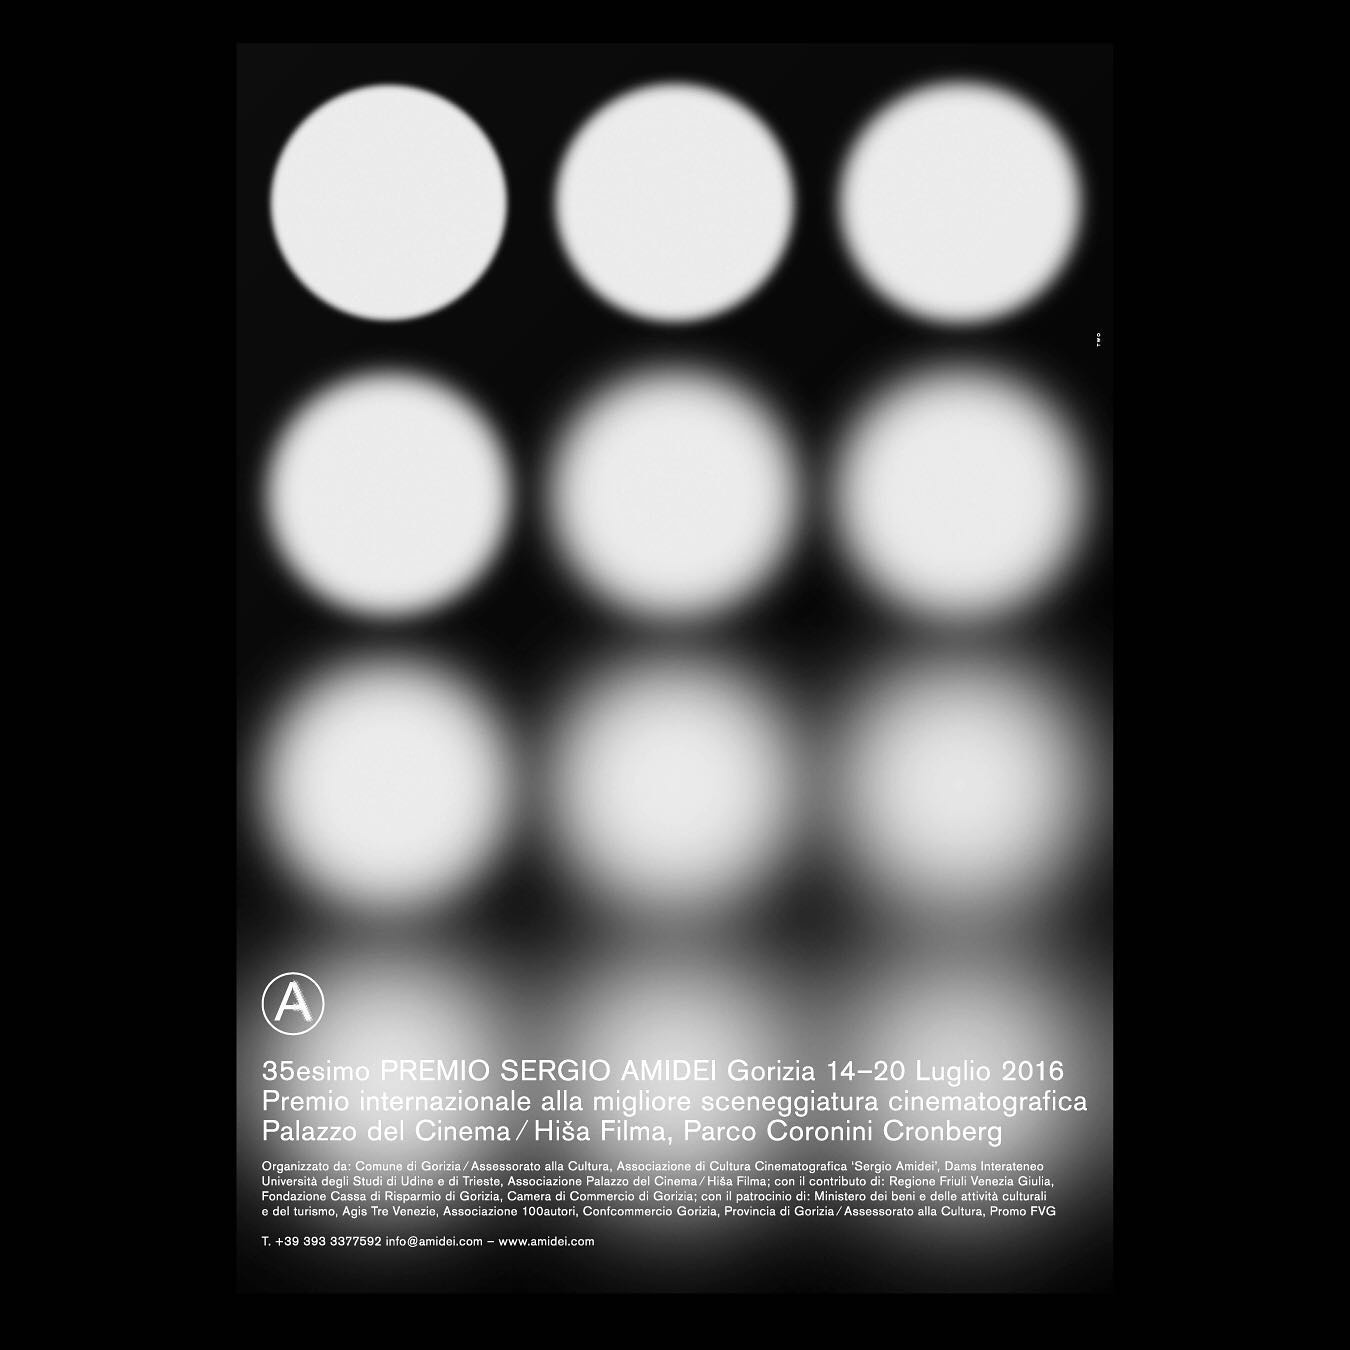 TWO
A
35esimo PREMIO SERGIO AMIDEI Gorizia 14–20 Luglio 2016
Premio internazionale alla migliore sceneggiatura cinematografica
Palazzo del Cinema / Hiša Filma, Parco Coronini Cronberg
Organizzato da: Comune di Gorizia / Assessorato alla Cultura, Associazione di Cultura Cinematografica ‘Sergio Amidei’, Dams Interateneo
Università degli Studi di Udine e di Trieste, Associazione Palazzo del Cinema / Hiša Filma; con il contributo di: Regione Friuli Venezia Giulia,
Fondazione Cassa di Risparmio di Gorizia, Camera di Commercio di Gorizia; con il patrocinio di: Ministero dei beni e delle attività culturali
e del turismo, Agis Tre Venezie, Associazione 100autori, Confcommercio Gorizia, Provincia di Gorizia / Assessorato alla Cultura, Promo FVG
T. +39 393 3377592 info@amidei.com – www.amidei.com